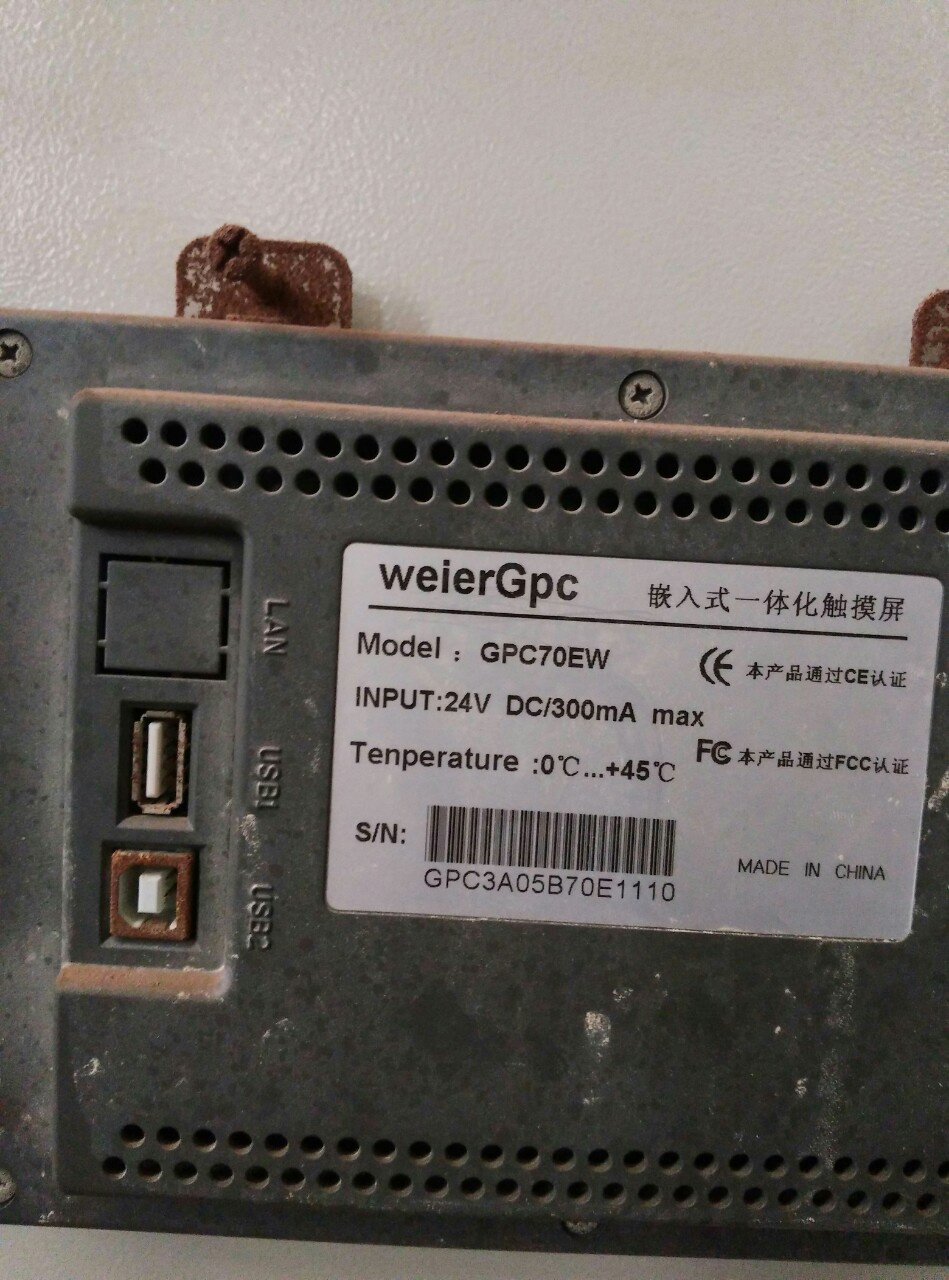 weierGpc 嵌入式一体化触摸屏
Model : GPC70EW
本产品通过CE认证
INPUT:24V DC/300mA max
Tenperature :0℃...+45℃
FC 本产品通过FCC认证
S/N:
GPC3A05B70E1110
MADE IN CHINA
LAN
USB1
USB2